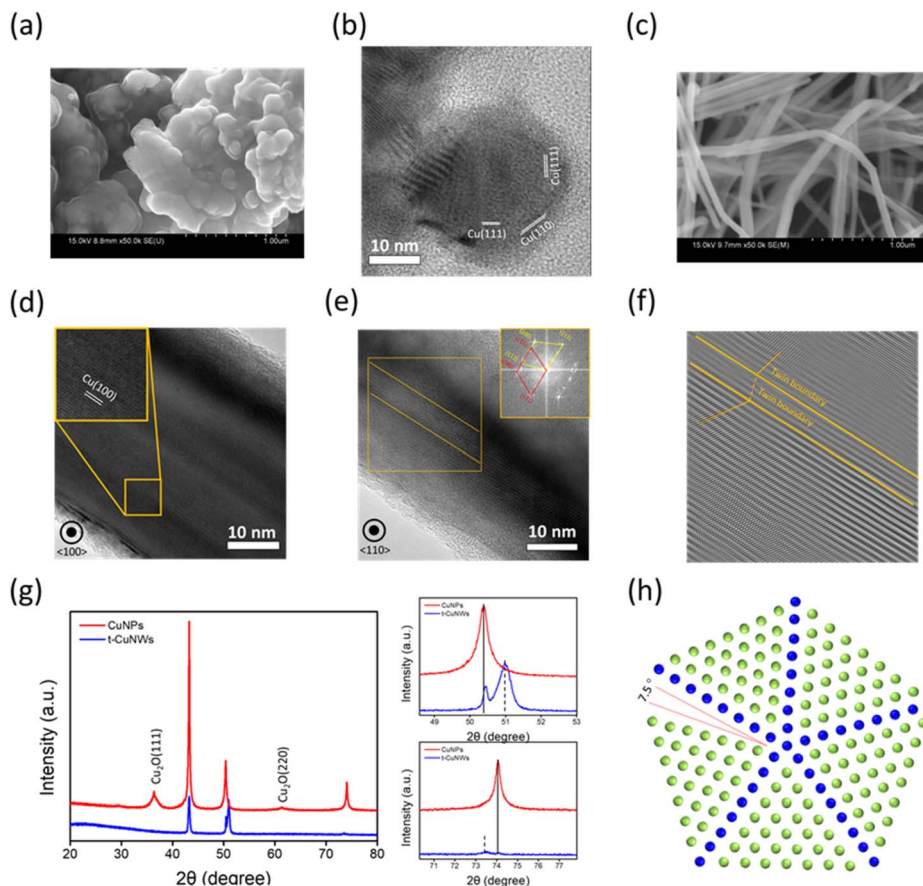 (a)
(b)
(c)
15.0kV 8.8mm x50.0k SE(U)
1.00um
Cu(111)
Cu(111)
Cu(110)
10 nm
15.0kV 9.7mm x50.0k SE(M)
1.00um
(d)
(e)
(f)
Cu(100)
<100>
10 nm
<110>
10 nm
Twin boundary
Twin boundary
(g)
Intensity (a.u.)
CuNPs
t-CuNWs
Cu₂O(111)
Cu₂O(220)
20 30 40 50 60 70 80
2θ (degree)
Intensity (a.u.)
CuNPs
t-CuNWs
49 50 51 52 53
2θ (degree)
Intensity (a.u.)
CuNPs
t-CuNWs
71 72 73 74 75 76 77
2θ (degree)
(h)
7.5°